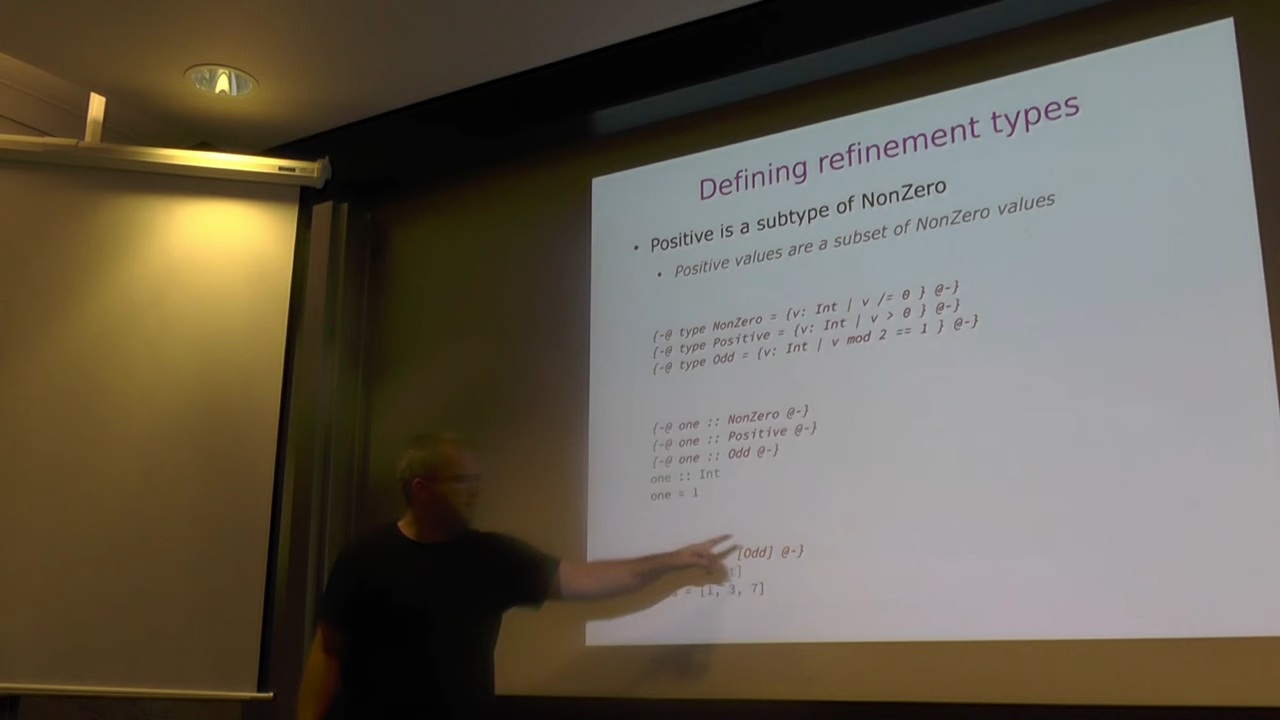 Defining refinement types
• Positive is a subtype of NonZero
• Positive values are a subset of NonZero values
{-@ type NonZero = {v: Int | v /= 0 } @-}
{-@ type Positive = {v: Int | v > 0 } @-}
{-@ type Odd = {v: Int | v mod 2 == 1 } @-}
{-@ one :: NonZero @-}
{-@ one :: Positive @-}
{-@ one :: Odd @-}
one :: Int
one = 1
[Odd] @-}
= [1, 3, 7]